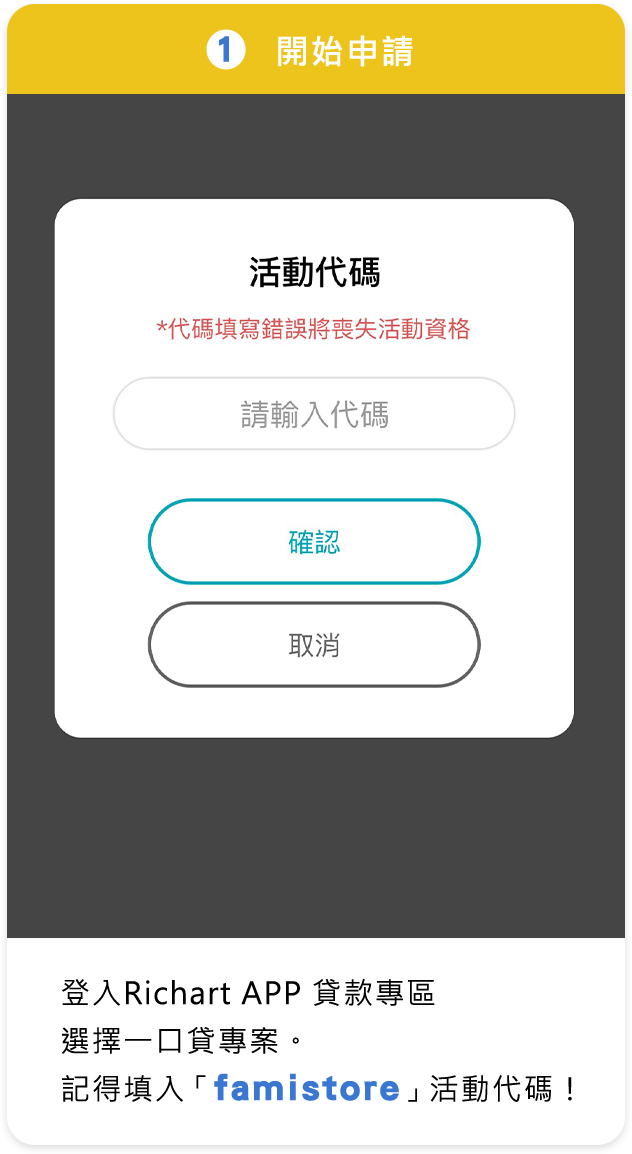 1 開始申請
活動代碼
*代碼填寫錯誤將喪失活動資格
請輸入代碼
確認
取消
登入Richart APP 貸款專區
選擇一口貸專案。
記得填入「famistore」活動代碼！